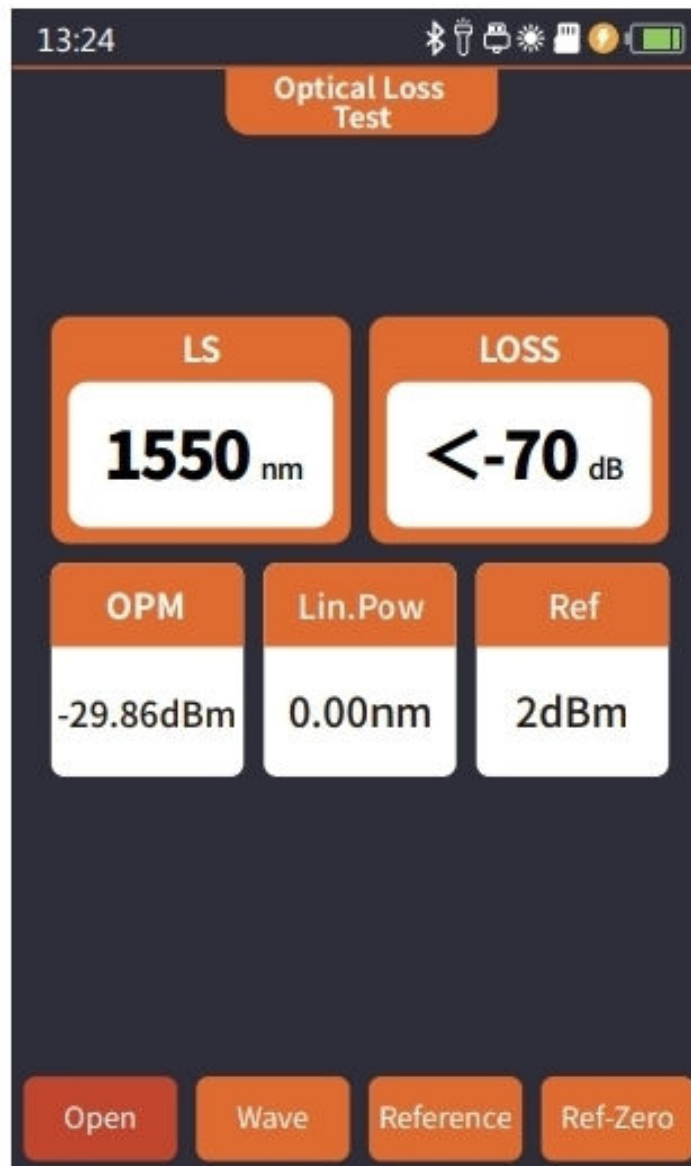 13:24
Optical Loss
Test
LS
LOSS
1550 nm
<-70 dB
OPM
Lin.Pow
Ref
-29.86dBm
0.00nm
2dBm
Open
Wave
Reference
Ref-Zero